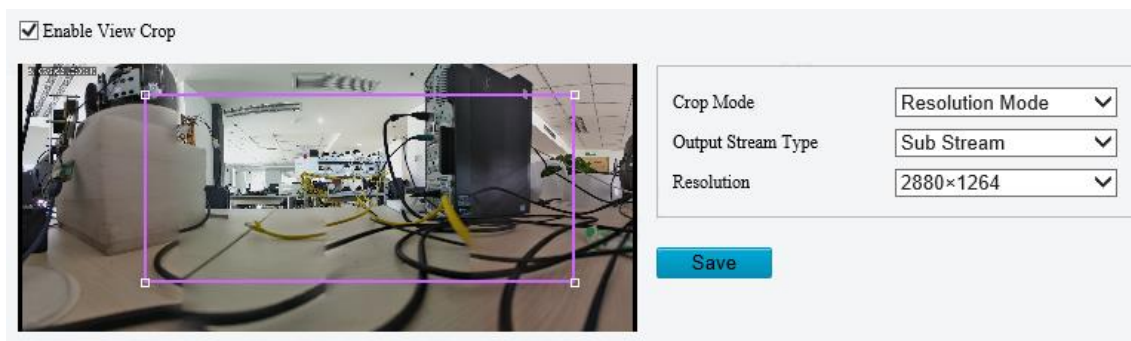 Enable View Crop
Crop Mode
Resolution Mode
Output Stream Type
Sub Stream
Resolution
2880×1264
Save